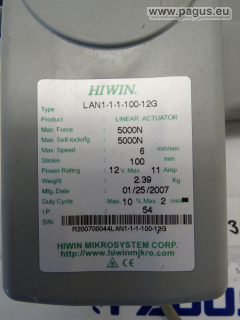 www.pagus.eu
HIWIN®
Type LAN1-1-1-100-12G
Product : LINEAR ACTUATOR
Max. Force : 5000N
Max. Self-locking : 5000N
Max. Speed : 6 mm/sec
Stroke : 100 mm
Power Rating : 12 V. Max. 11 Amp
Weight : 2.39 Kg
Mfg. Date : 01/25/2007
Duty Cycle : Max 10 %, Max 2 min.
I.P. : 54
S/N :
R200700044LAN1-1-1-100-12G
HIWIN MIKROSYSTEM CORP.
http://www.hiwinmikro.com
CE